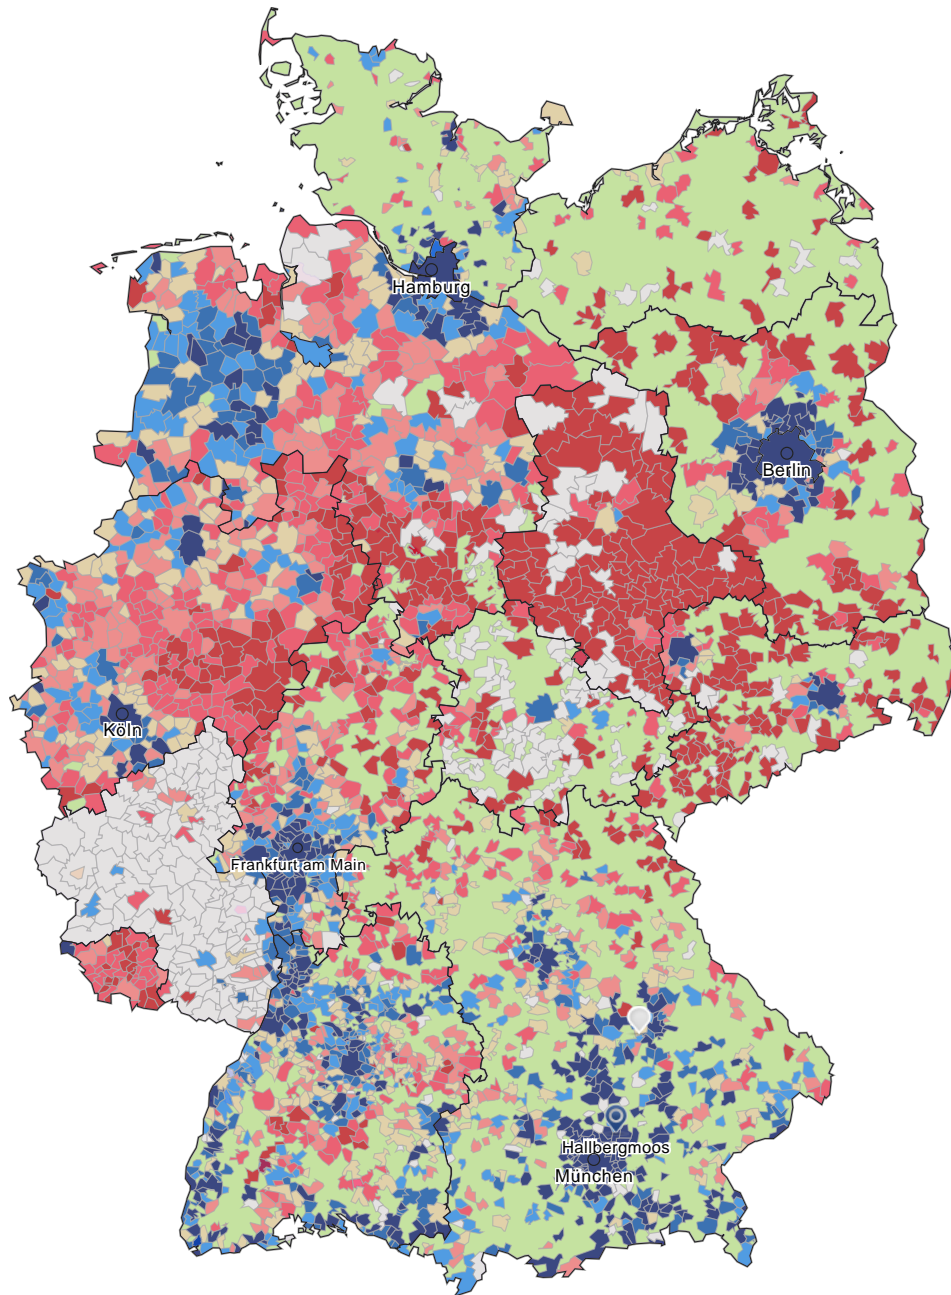 Hamburg
Berlin
Köln
Frankfurt am Main
Hallbergmoos
München